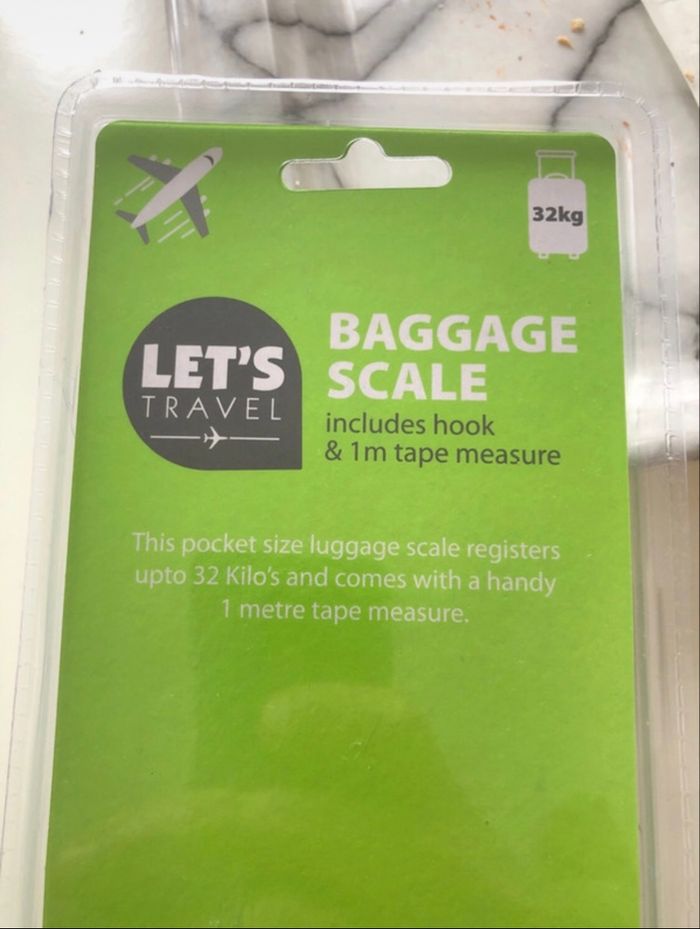 32kg
LET'S
TRAVEL
BAGGAGE
SCALE
includes hook
& 1m tape measure
This pocket size luggage scale registers
upto 32 Kilo's and comes with a handy
1 metre tape measure.